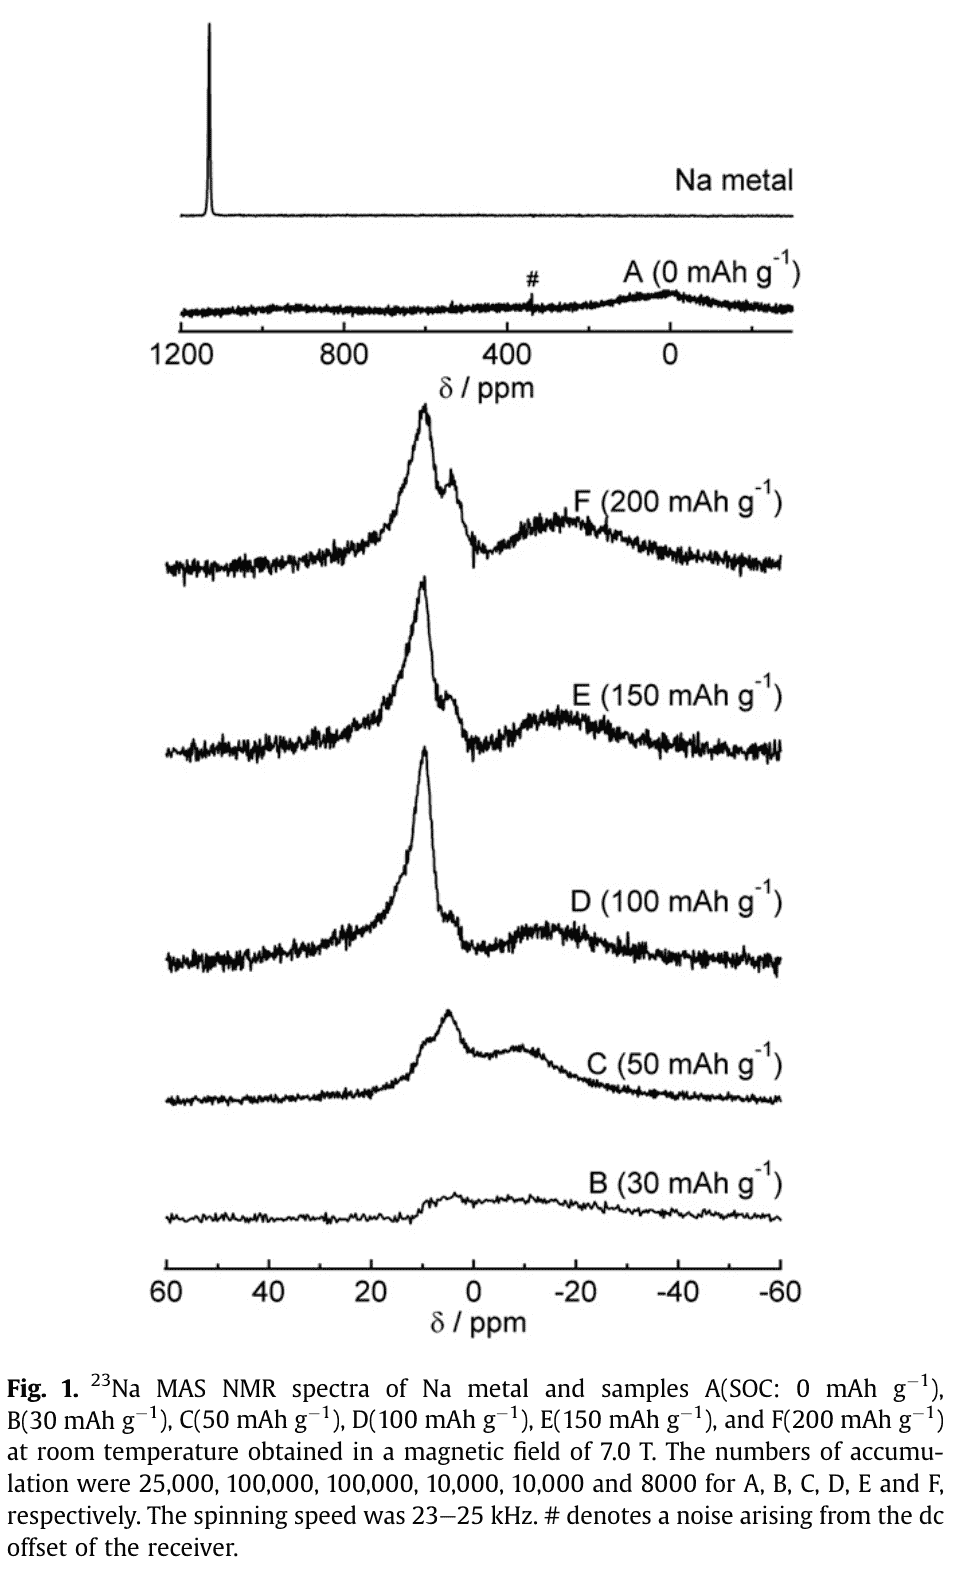 Na metal
# A (0 mAh g⁻¹)
1200 800 400 0
δ / ppm
F (200 mAh g⁻¹)
E (150 mAh g⁻¹)
D (100 mAh g⁻¹)
C (50 mAh g⁻¹)
B (30 mAh g⁻¹)
60 40 20 0 -20 -40 -60
δ / ppm
Fig. 1. ²³Na MAS NMR spectra of Na metal and samples A(SOC: 0 mAh g⁻¹),
B(30 mAh g⁻¹), C(50 mAh g⁻¹), D(100 mAh g⁻¹), E(150 mAh g⁻¹), and F(200 mAh g⁻¹)
at room temperature obtained in a magnetic field of 7.0 T. The numbers of accumu-
lation were 25,000, 100,000, 100,000, 10,000, 10,000 and 8000 for A, B, C, D, E and F,
respectively. The spinning speed was 23–25 kHz. # denotes a noise arising from the dc
offset of the receiver.